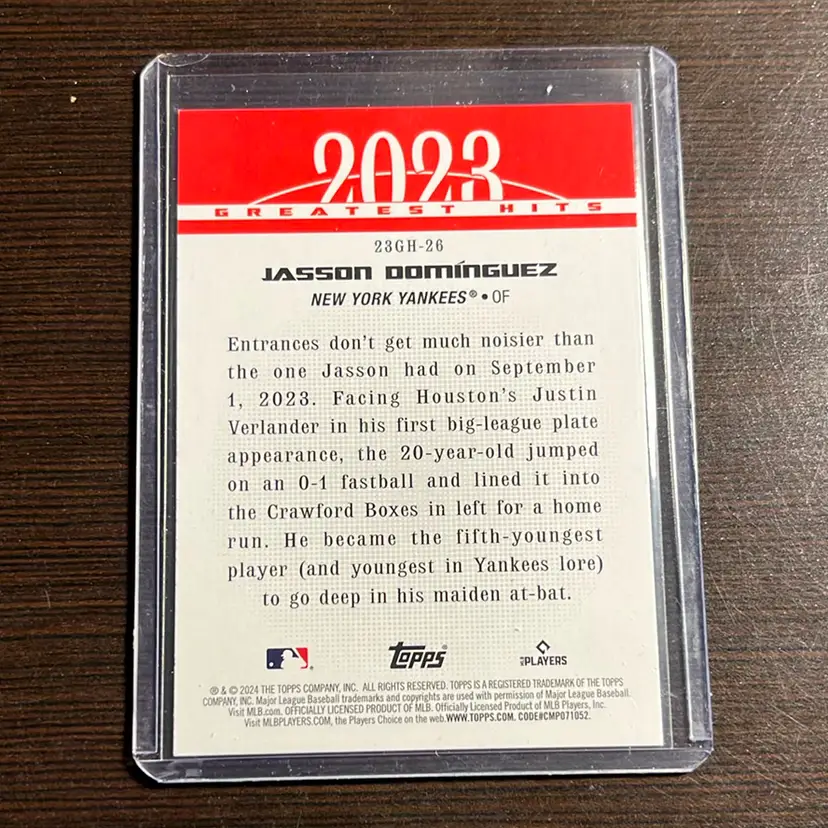 2023
GREATEST HITS
23GH-26
JASSON DOMÍNGUEZ
NEW YORK YANKEES® • OF
Entrances don't get much noisier than
the one Jasson had on September
1, 2023. Facing Houston's Justin
Verlander in his first big-league plate
appearance, the 20-year-old jumped
on an 0-1 fastball and lined it into
the Crawford Boxes in left for a home
run. He became the fifth-youngest
player (and youngest in Yankees lore)
to go deep in his maiden at-bat.
topps®
MLB PLAYERS
® & © 2024 THE TOPPS COMPANY, INC. ALL RIGHTS RESERVED. TOPPS IS A REGISTERED TRADEMARK OF THE TOPPS
COMPANY, INC. Major League Baseball trademarks and copyrights are used with permission of Major League Baseball.
Visit MLB.com. OFFICIALLY LICENSED PRODUCT OF MLB. Officially Licensed Product of MLB Players, Inc.
Visit MLBPLAYERS.COM, the Players Choice on the web.WWW.TOPPS.COM. CODE#CMP071052.